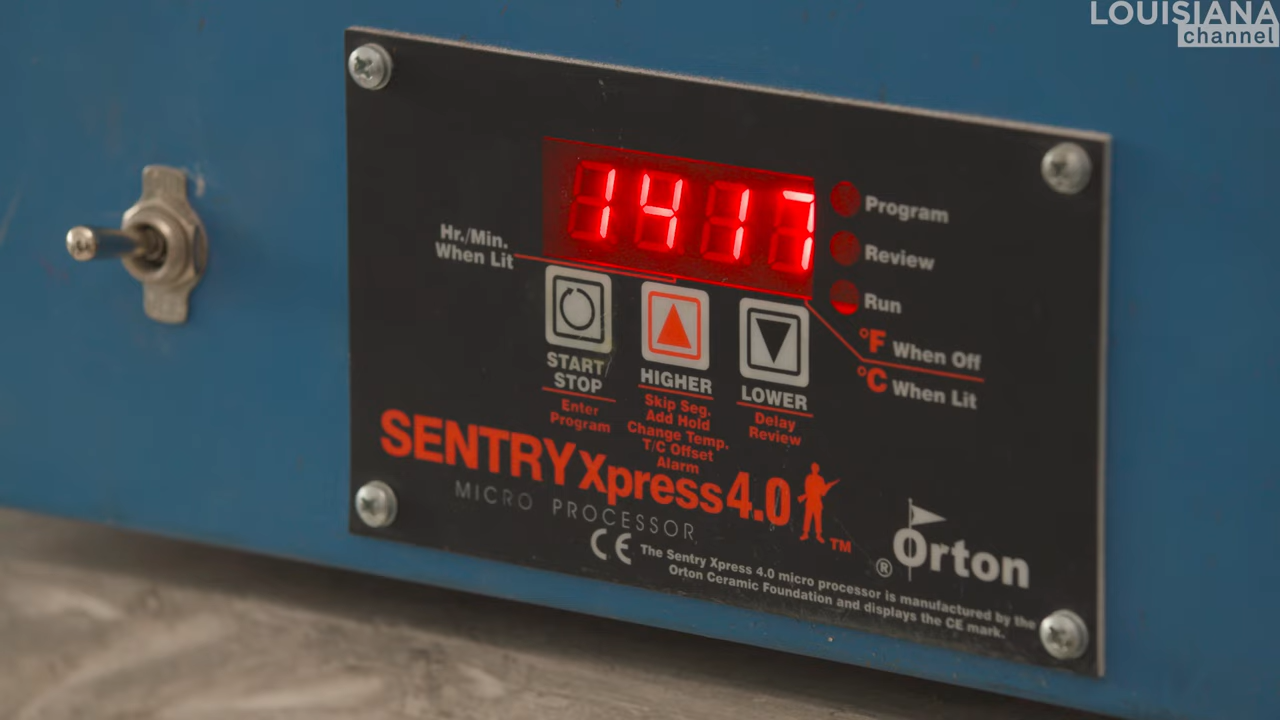 LOUISIANA
channel
1417
Program
Review
Run
Hr./Min.
When Lit
°F When Off
°C When Lit
START
STOP
Enter
Program
HIGHER
Skip Seg.
Add Hold
Change Temp.
T/C Offset
Alarm
LOWER
Delay
Review
SENTRY Xpress 4.0 TM
MICRO PROCESSOR
CE
The Sentry Xpress 4.0 micro processor is manufactured by the
Orton Ceramic Foundation and displays the CE mark.
® Orton